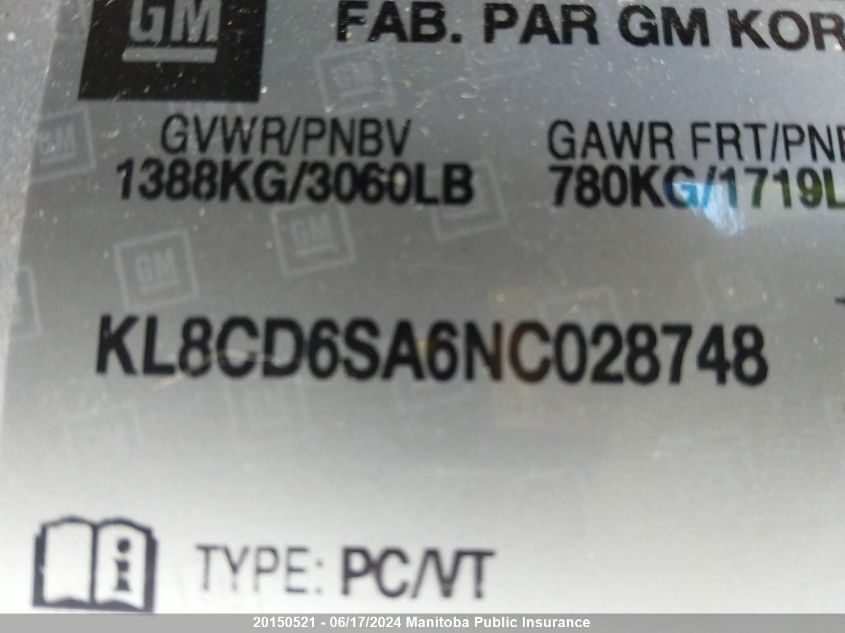 GM
FAB. PAR GM KOR
GVWR/PNBV GAWR FRT/PNB
1388KG/3060LB 780KG/1719L
KL8CD6SA6NC028748
TYPE: PC/VT
20150521 - 06/17/2024 Manitoba Public Insurance